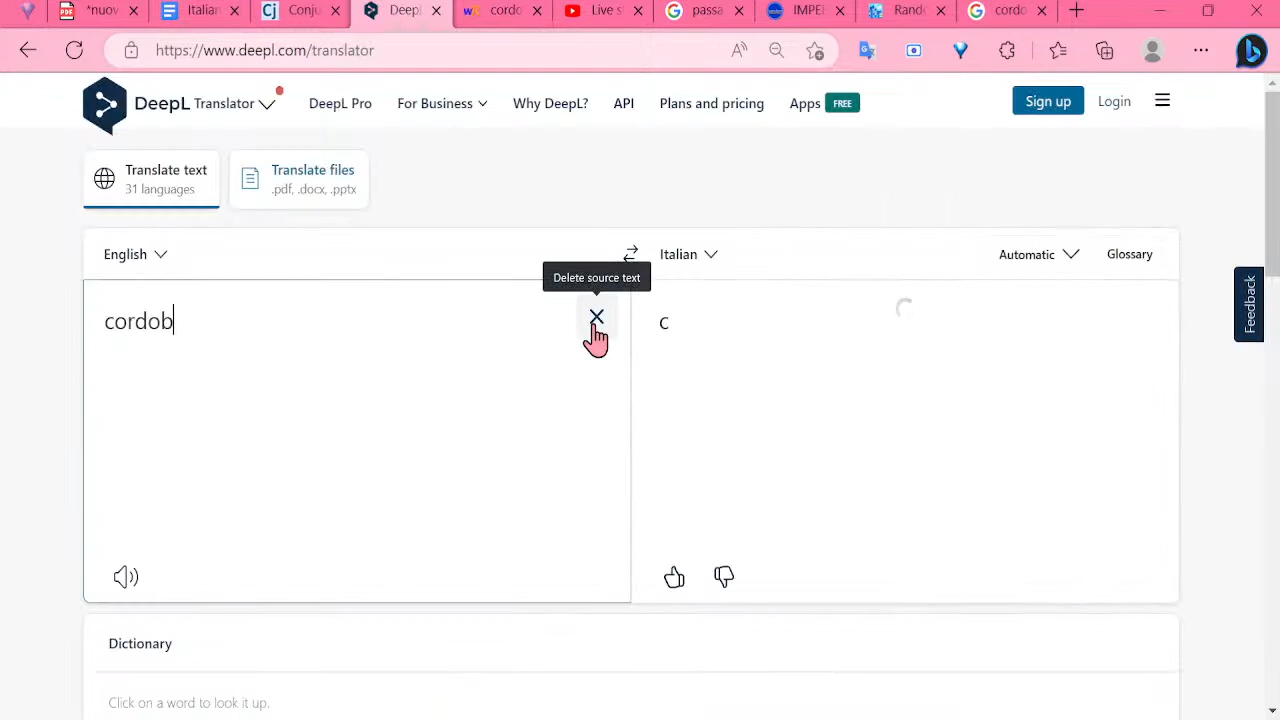 *nuov
Italian
Conju
DeepL
cordo
Live s
passa
IMPEI
Rando
cordo
https://www.deepl.com/translator
DeepL Translator
DeepL Pro
For Business
Why DeepL?
API
Plans and pricing
Apps FREE
Sign up
Login
Translate text
31 languages
Translate files
.pdf, .docx, .pptx
English
Italian
Automatic
Glossary
Delete source text
cordob
c
Feedback
Dictionary
Click on a word to look it up.